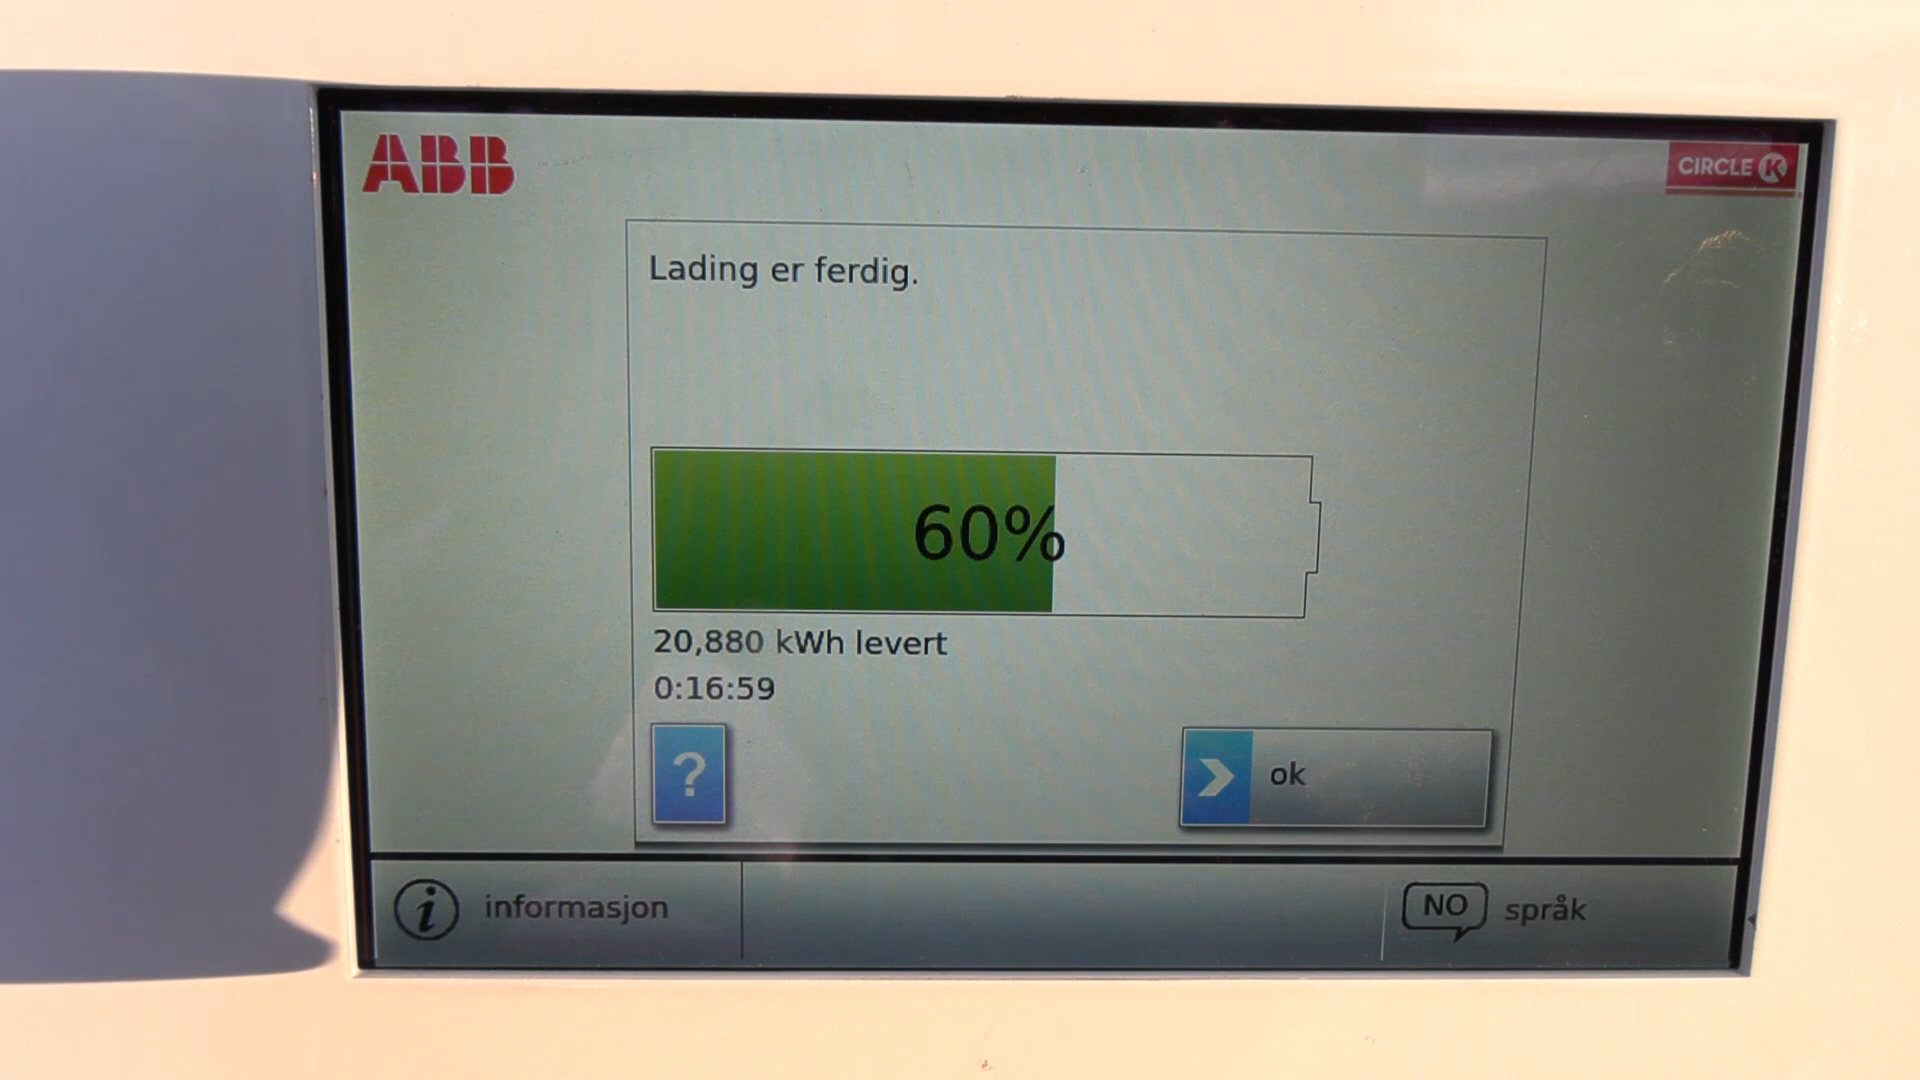 ABB
CIRCLE K
Lading er ferdig.
60%
20,880 kWh levert
0:16:59
?
ok
i informasjon
NO språk